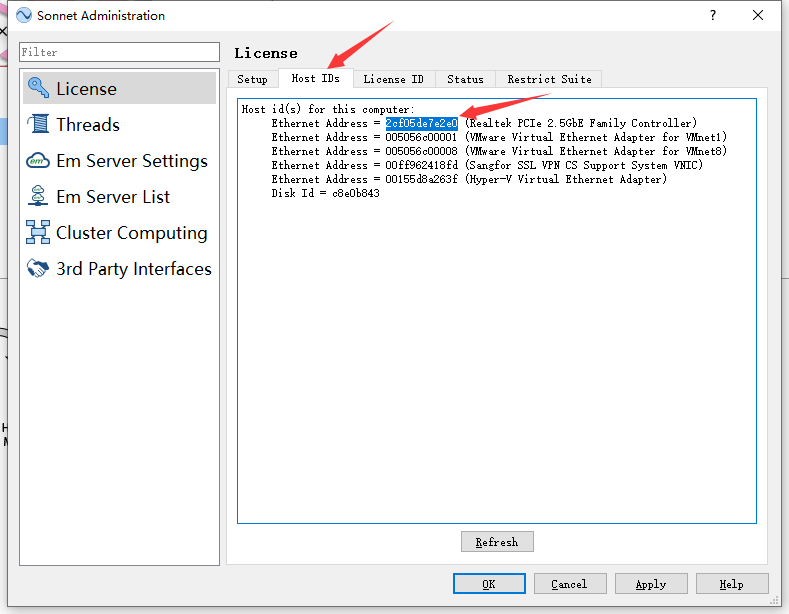 Sonnet Administration
?
Filter
License
Threads
Em Server Settings
Em Server List
Cluster Computing
3rd Party Interfaces
License
Setup Host IDs License ID Status Restrict Suite
Host id(s) for this computer:
Ethernet Address = 2cf05de7e2e0 (Realtek PCIe 2.5GbE Family Controller)
Ethernet Address = 005056c00001 (VMware Virtual Ethernet Adapter for VMnet1)
Ethernet Address = 005056c00008 (VMware Virtual Ethernet Adapter for VMnet8)
Ethernet Address = 00ff962418fd (Sangfor SSL VPN CS Support System VNIC)
Ethernet Address = 00155d8a263f (Hyper-V Virtual Ethernet Adapter)
Disk Id = c8e0b843
Refresh
OK Cancel Apply Help